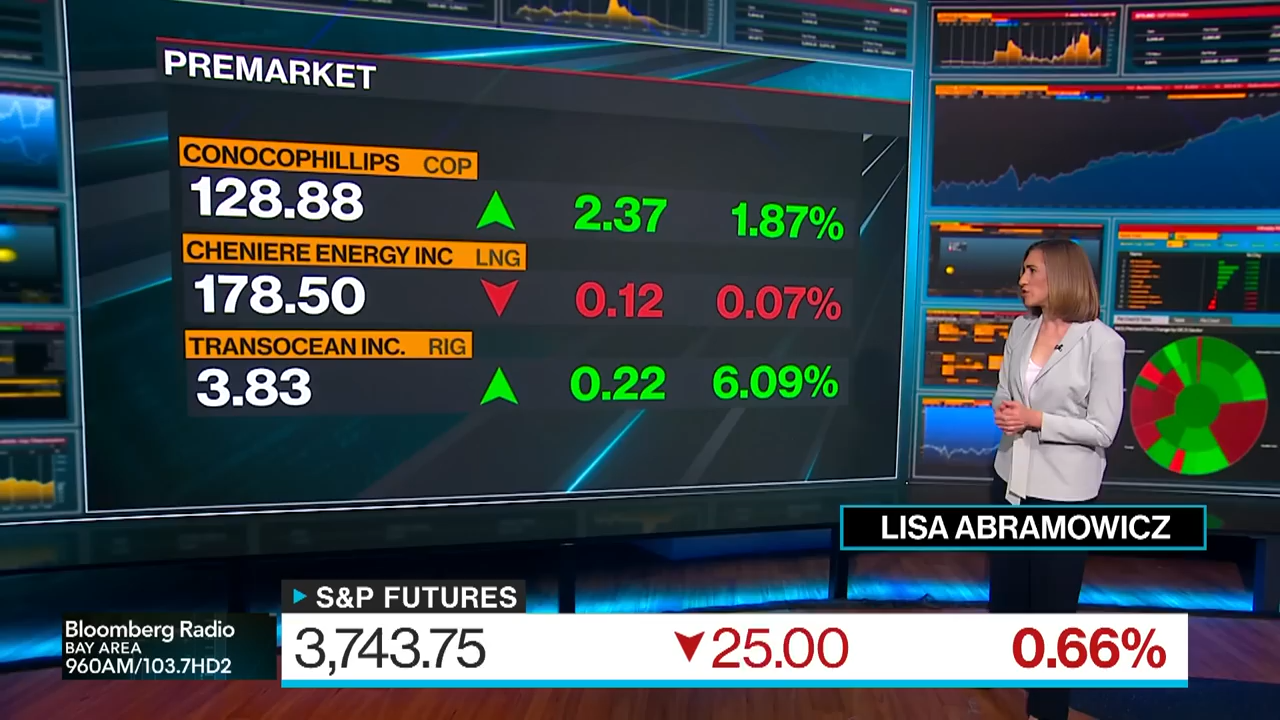 PREMARKET
CONOCOPHILLIPS COP
128.88 ▲ 2.37 1.87%
CHENIERE ENERGY INC LNG
178.50 ▼ 0.12 0.07%
TRANSOCEAN INC. RIG
3.83 ▲ 0.22 6.09%
LISA ABRAMOWICZ
S&P FUTURES
3,743.75 ▼25.00 0.66%
Bloomberg Radio
BAY AREA
960AM/103.7HD2